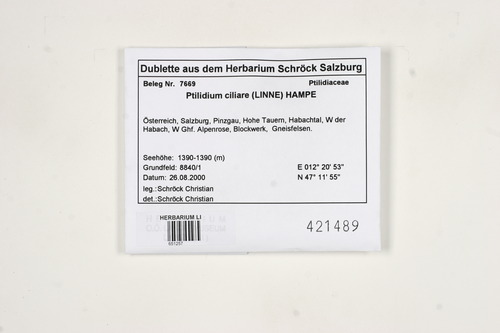 Dublette aus dem Herbarium Schröck Salzburg
Beleg Nr. 7669 Ptilidiaceae
Ptilidium ciliare (LINNE) HAMPE
Österreich, Salzburg, Pinzgau, Hohe Tauern, Habachtal, W der
Habach, W Ghf. Alpenrose, Blockwerk, Gneisfelsen.
Seehöhe: 1390-1390 (m)
Grundfeld: 8840/1 E 012° 20' 53"
Datum: 26.08.2000 N 47° 11' 55"
leg.:Schröck Christian
det.:Schröck Christian
HERBARIUM LI
651257
421489